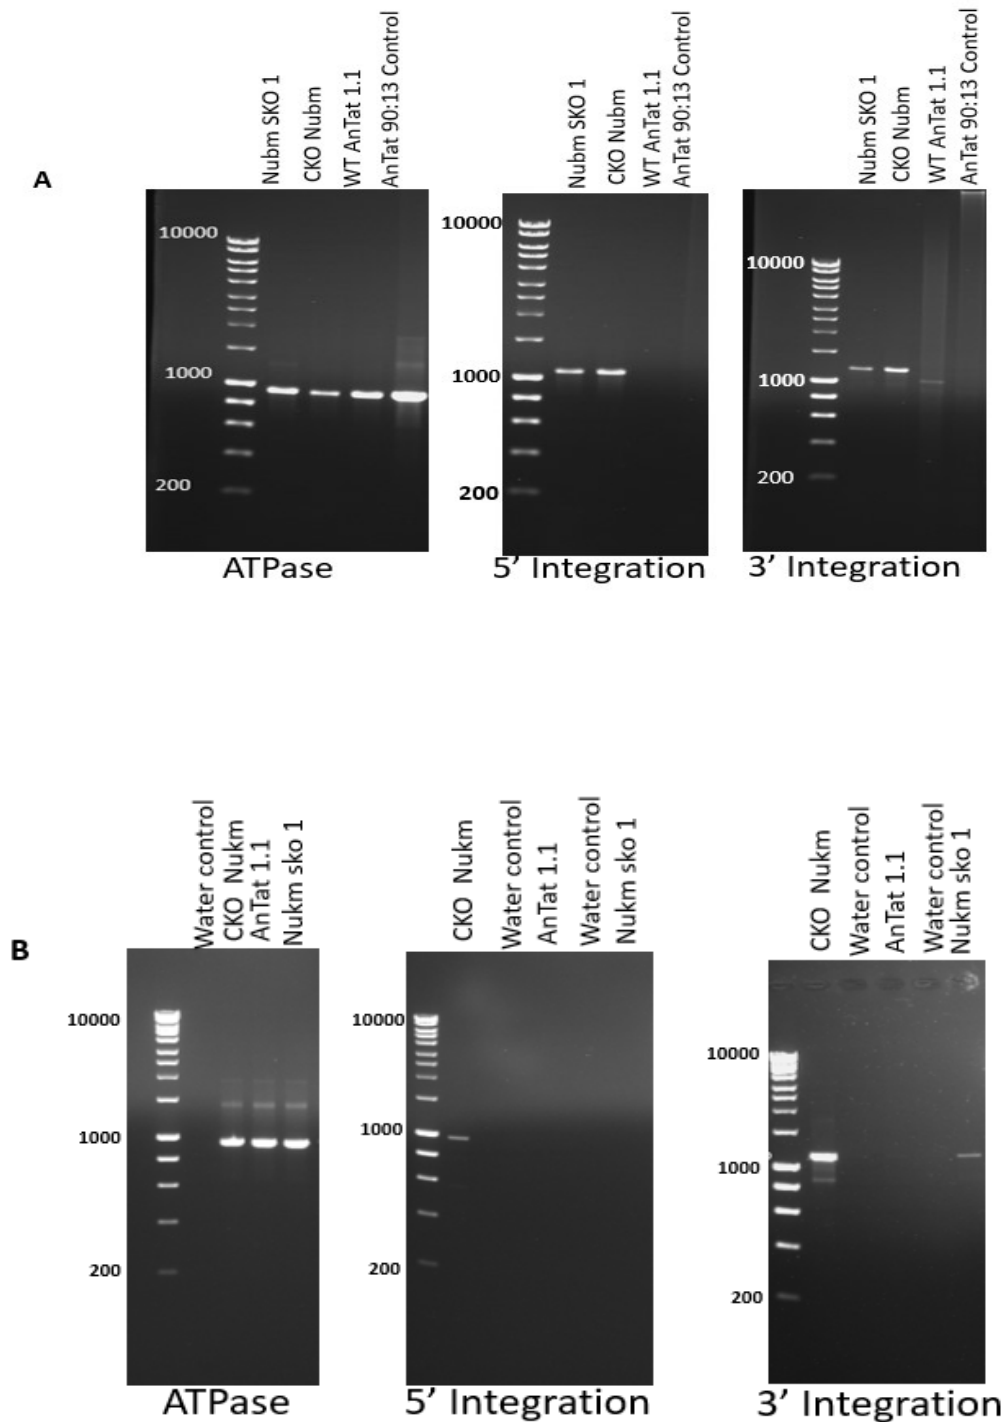 A
Nubm SKO 1
CKO Nubm
WT AnTat 1.1
AnTat 90:13 Control
10000
1000
200
ATPase
Nubm SKO 1
CKO Nubm
WT AnTat 1.1
AnTat 90:13 Control
10000
1000
200
5' Integration
Nubm SKO 1
CKO Nubm
WT AnTat 1.1
AnTat 90:13 Control
10000
1000
200
3' Integration
B
Water control
CKO Nukm
AnTat 1.1
Nukm sko 1
10000
1000
200
ATPase
CKO Nukm
Water control
AnTat 1.1
Water control
Nukm sko 1
10000
1000
200
5' Integration
CKO Nukm
Water control
AnTat 1.1
Water control
Nukm sko 1
10000
1000
200
3' Integration